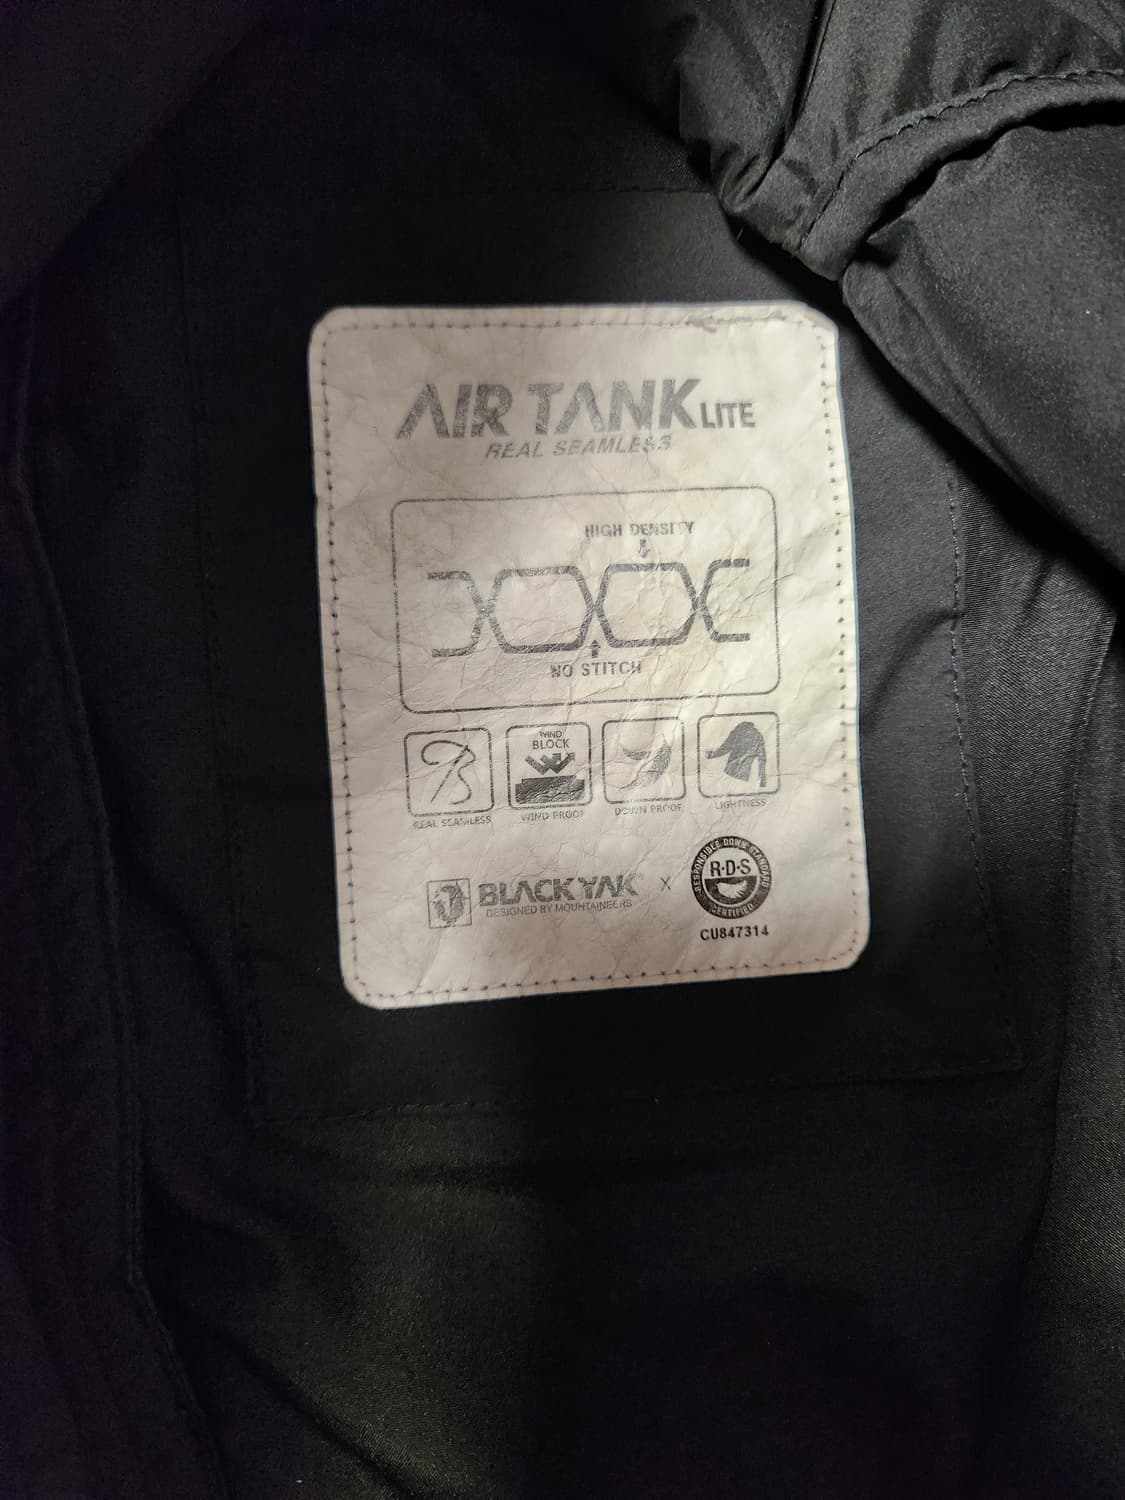 AIR TANK LITE
REAL SEAMLESS
HIGH DENSITY
NO STITCH
WIND
BLOCK
REAL SEAMLESS
WIND PROOF
DOWN PROOF
LIGHTNESS
BLACKYAK X
DESIGNED BY MOUNTAINEERS
RESPONSIBLE DOWN STANDARD
R·D·S
CERTIFIED
CU847314